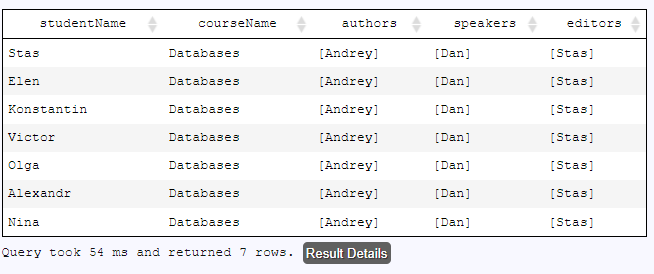 studentName courseName authors speakers editors
Stas Databases [Andrey] [Dan] [Stas]
Elen Databases [Andrey] [Dan] [Stas]
Konstantin Databases [Andrey] [Dan] [Stas]
Victor Databases [Andrey] [Dan] [Stas]
Olga Databases [Andrey] [Dan] [Stas]
Alexandr Databases [Andrey] [Dan] [Stas]
Nina Databases [Andrey] [Dan] [Stas]
Query took 54 ms and returned 7 rows. Result Details